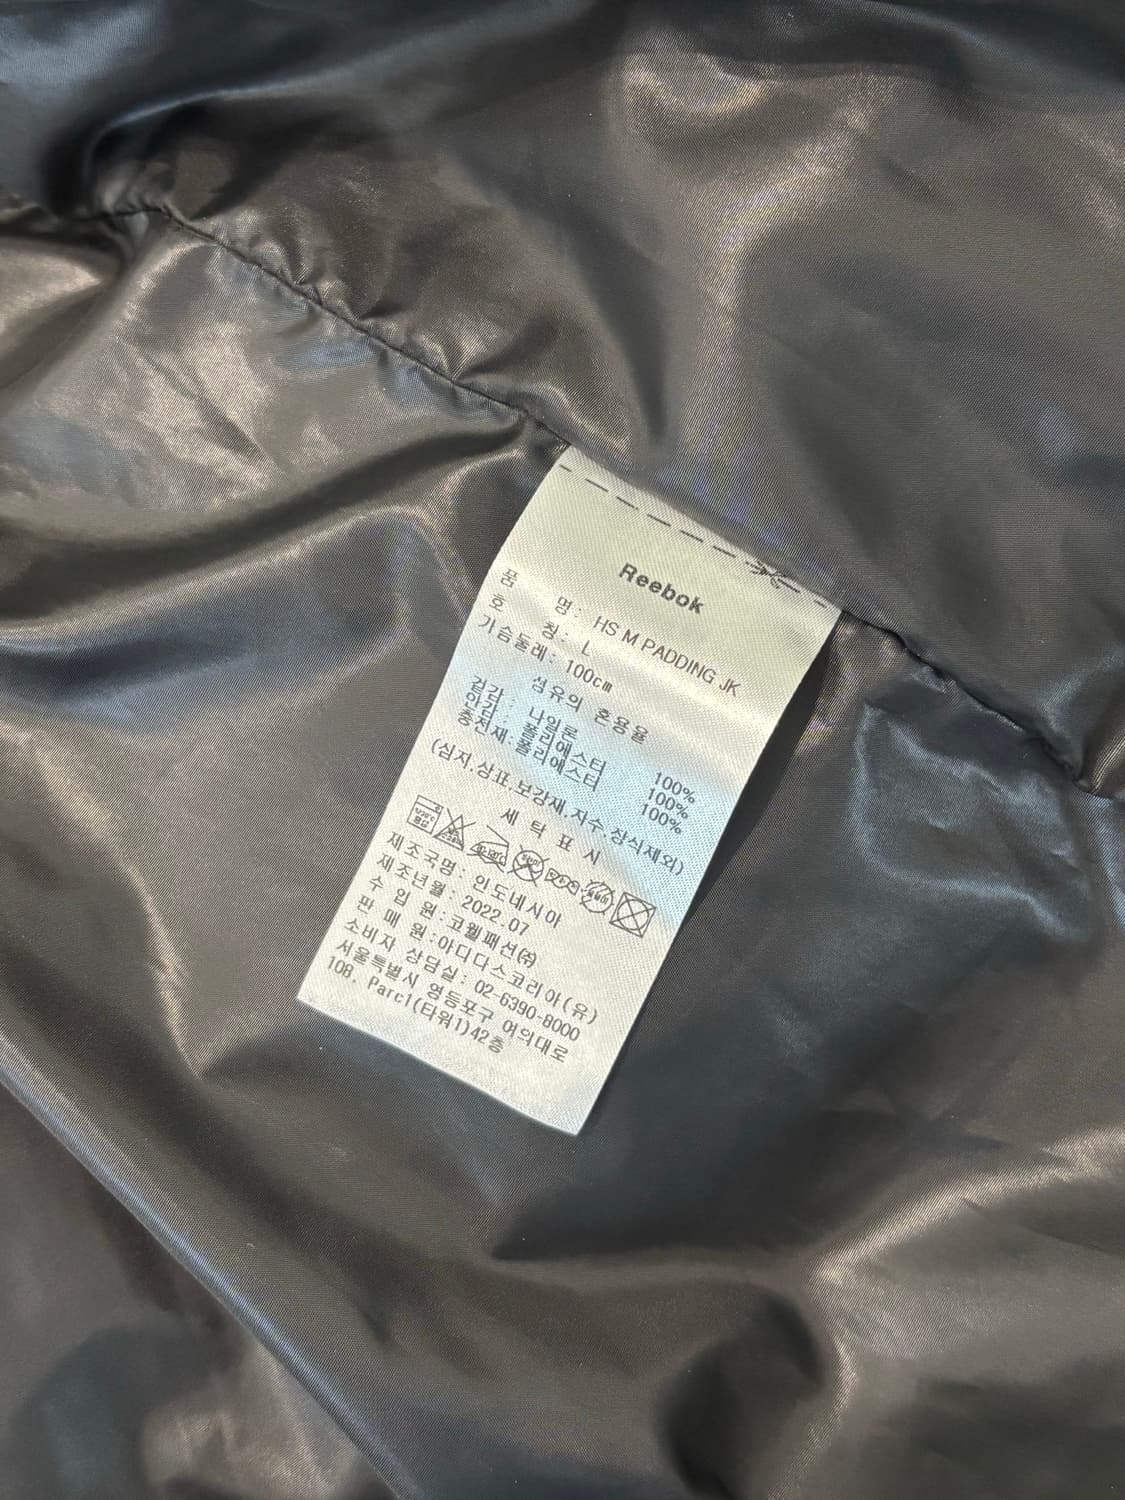 Reebok
품 명: HS M PADDING JK
호 칭: L
가슴둘레: 100cm
섬유의 혼용율
겉감: 나일론 100%
안감: 폴리에스터 100%
충전재: 폴리에스터 100%
(심지.상표.보강재.자수.장식제외)
세 탁 표 시
제조국명: 인도네시아
제조년월: 2022.07
수 입 원:코웰패션㈜
판 매 원:아디다스코리아(유)
소비자 상담실: 02-6390-8000
서울특별시 영등포구 여의대로
108, Parc1(타워1)42층